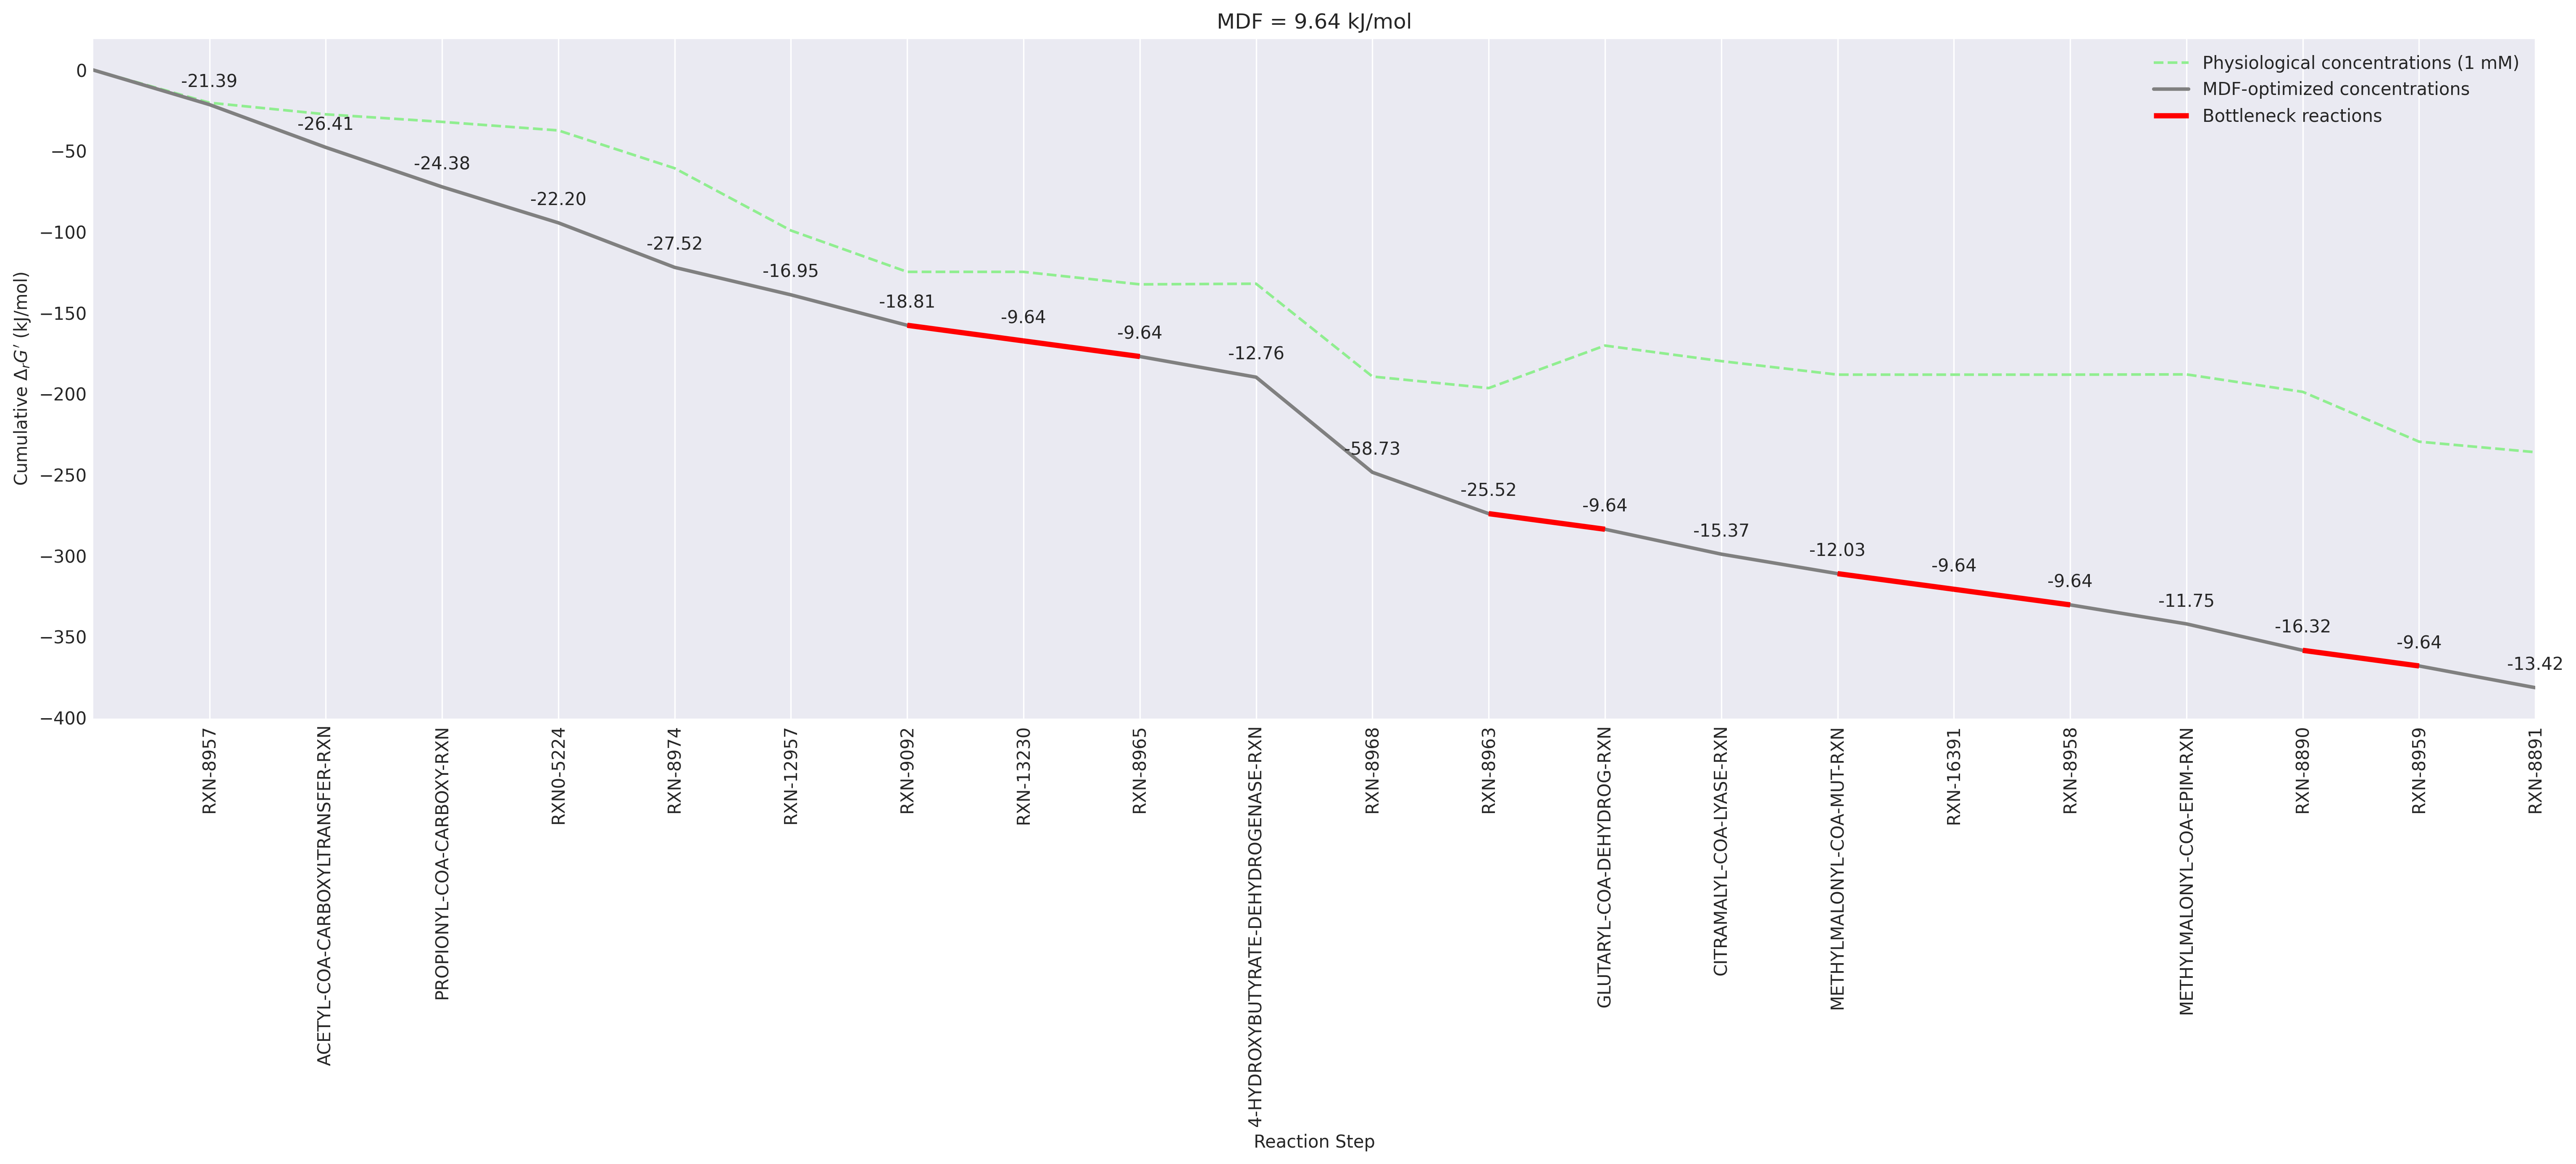 MDF = 9.64 kJ/mol
Physiological concentrations (1 mM)
MDF-optimized concentrations
Bottleneck reactions
Cumulative ΔrG′ (kJ/mol)
0
−50
−100
−150
−200
−250
−300
−350
−400
-21.39
-26.41
-24.38
-22.20
-27.52
-16.95
-18.81
-9.64
-9.64
-12.76
-58.73
-25.52
-9.64
-15.37
-12.03
-9.64
-9.64
-11.75
-16.32
-9.64
-13.42
RXN-8957
ACETYL-COA-CARBOXYLTRANSFER-RXN
PROPIONYL-COA-CARBOXY-RXN
RXN0-5224
RXN-8974
RXN-12957
RXN-9092
RXN-13230
RXN-8965
4-HYDROXYBUTYRATE-DEHYDROGENASE-RXN
RXN-8968
RXN-8963
GLUTARYL-COA-DEHYDROG-RXN
CITRAMALYL-COA-LYASE-RXN
METHYLMALONYL-COA-MUT-RXN
RXN-16391
RXN-8958
METHYLMALONYL-COA-EPIM-RXN
RXN-8890
RXN-8959
RXN-8891
Reaction Step